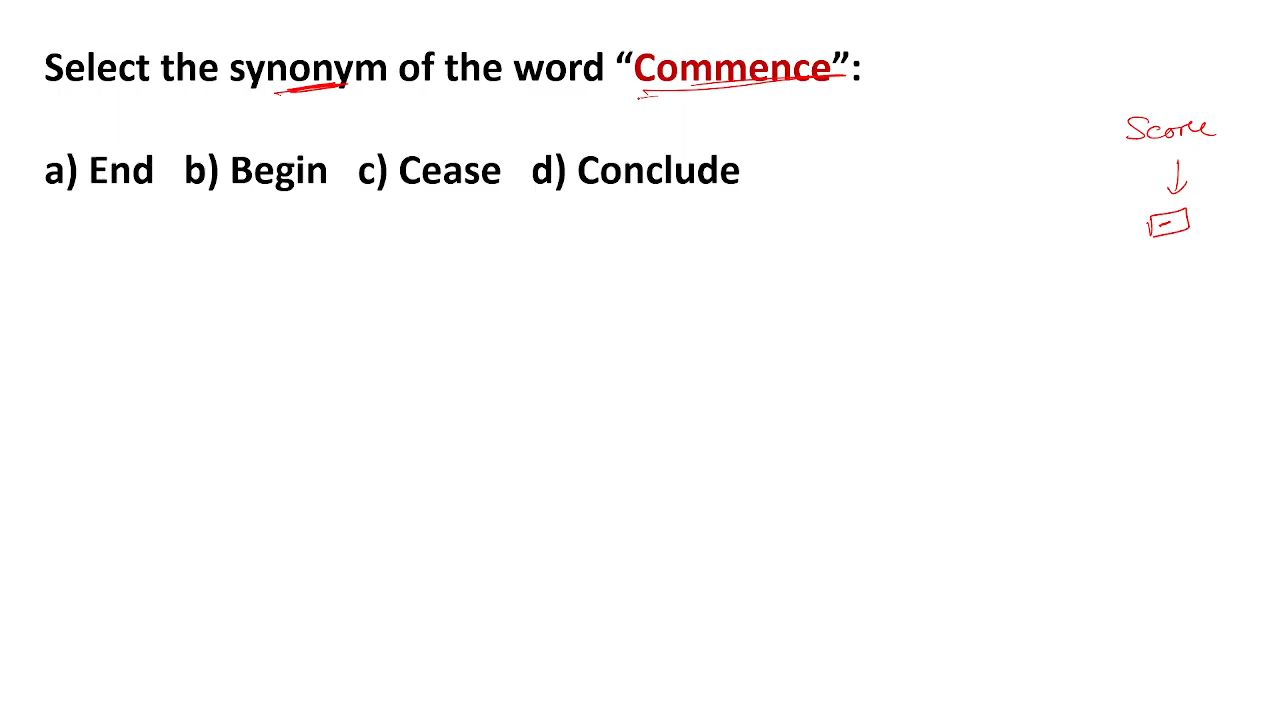 Select the synonym of the word “Commence”:
Score
a) End b) Begin c) Cease d) Conclude
-